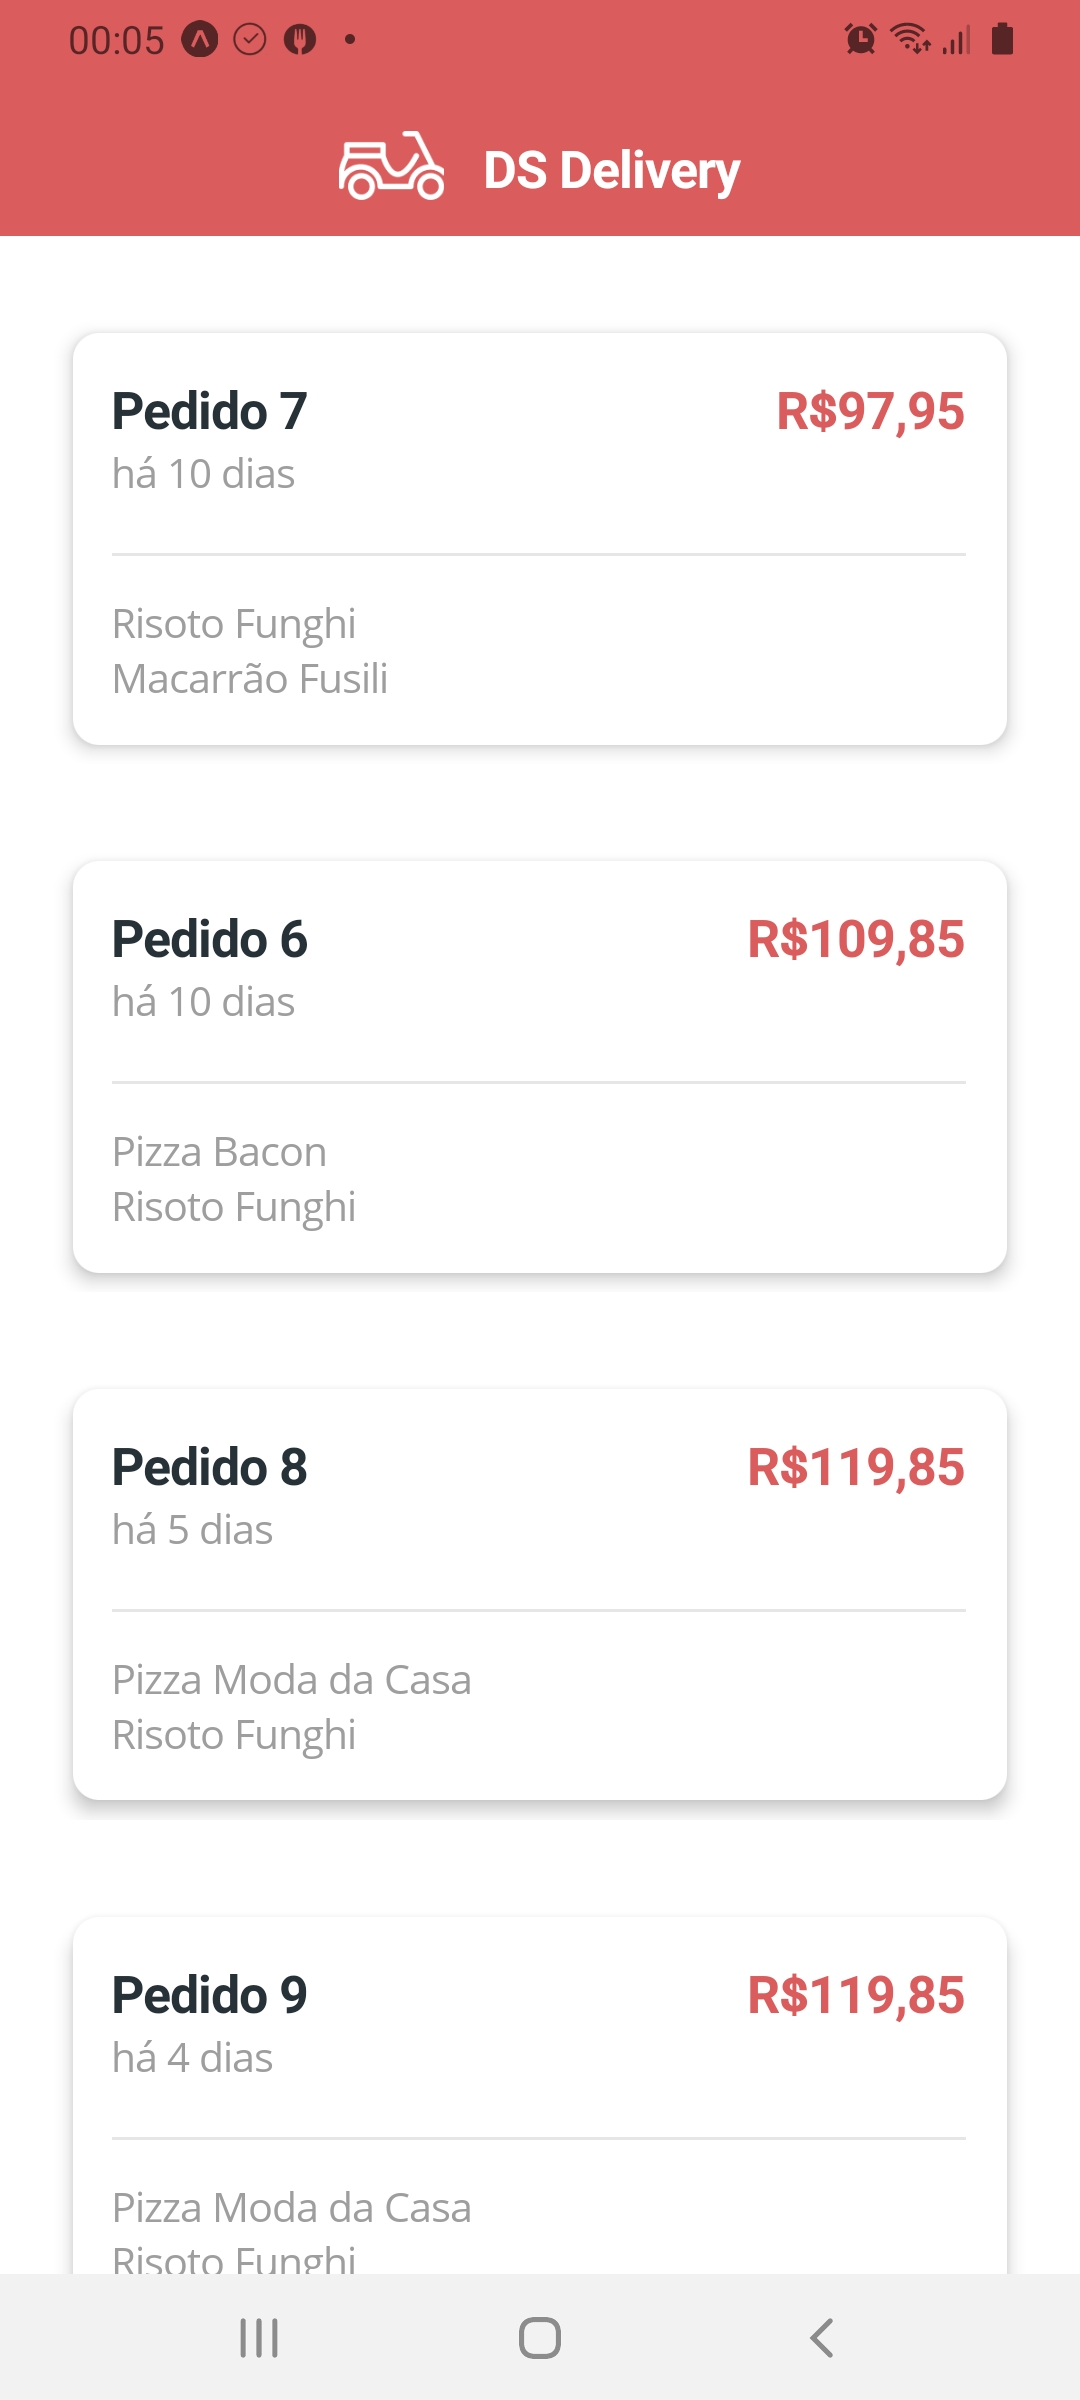 00:05
DS Delivery
Pedido 7 R$97,95
há 10 dias
Risoto Funghi
Macarrão Fusili
Pedido 6 R$109,85
há 10 dias
Pizza Bacon
Risoto Funghi
Pedido 8 R$119,85
há 5 dias
Pizza Moda da Casa
Risoto Funghi
Pedido 9 R$119,85
há 4 dias
Pizza Moda da Casa
Risoto Funghi